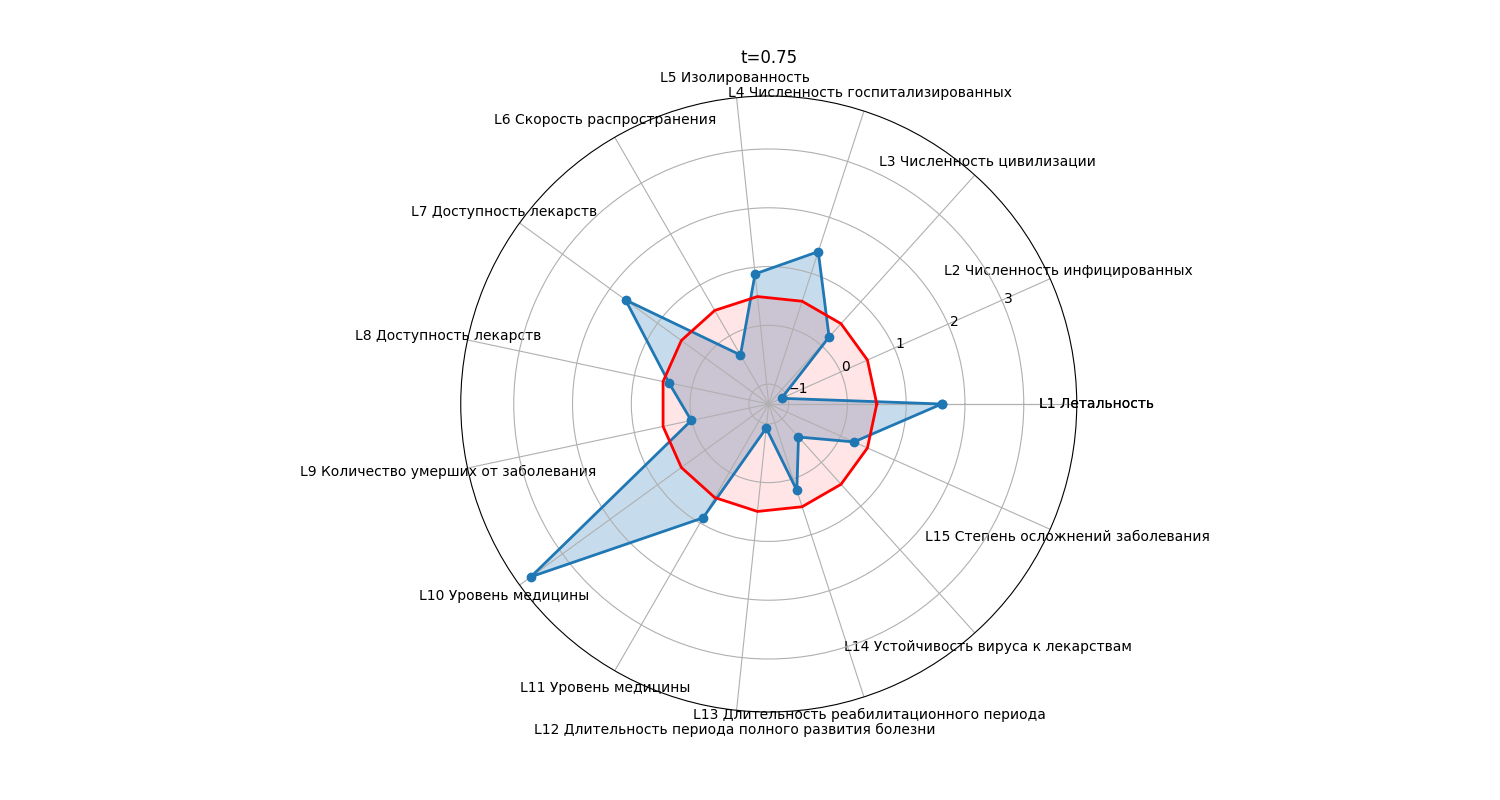 t=0.75
L5 Изолированность
L4 Численность госпитализированных
L6 Скорость распространения
L3 Численность цивилизации
L7 Доступность лекарств
L2 Численность инфицированных
3
2
L8 Доступность лекарств
1
0
−1
L1 Летальность
L9 Количество умерших от заболевания
L15 Степень осложнений заболевания
L10 Уровень медицины
L14 Устойчивость вируса к лекарствам
L11 Уровень медицины
L13 Длительность реабилитационного периода
L12 Длительность периода полного развития болезни